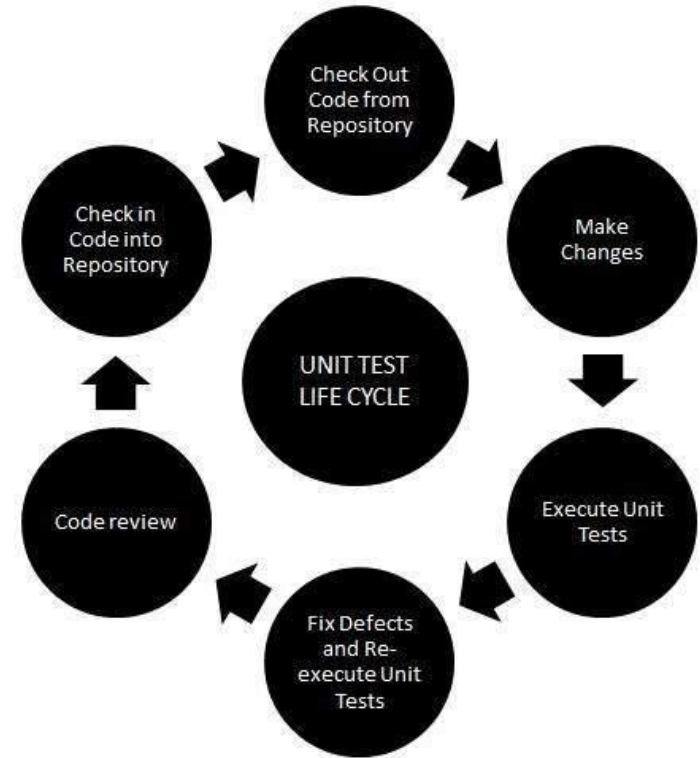 Check Out
Code from
Repository
Make
Changes
Execute Unit
Tests
Fix Defects
and Re-
execute Unit
Tests
Code review
Check in
Code into
Repository
UNIT TEST
LIFE CYCLE